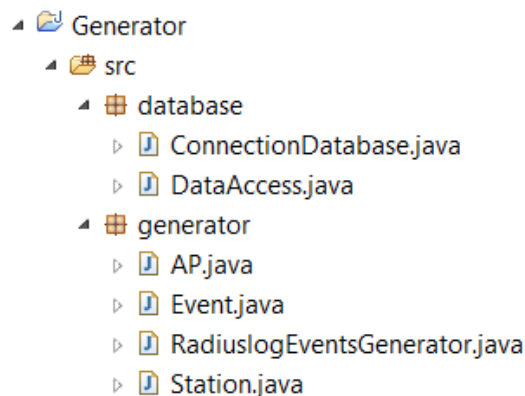 Generator
src
database
ConnectionDatabase.java
DataAccess.java
generator
AP.java
Event.java
RadiuslogEventsGenerator.java
Station.java